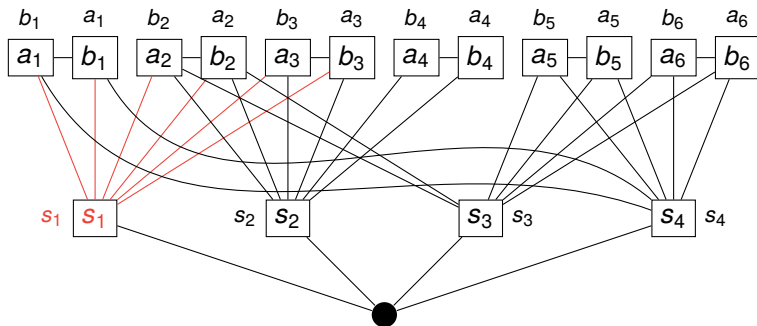 b1 a1 b2 a2 b3 a3 b4 a4 b5 a5 b6 a6
a1 b1 a2 b2 a3 b3 a4 b4 a5 b5 a6 b6
s1 s1 s2 s2 s3 s3 s4 s4